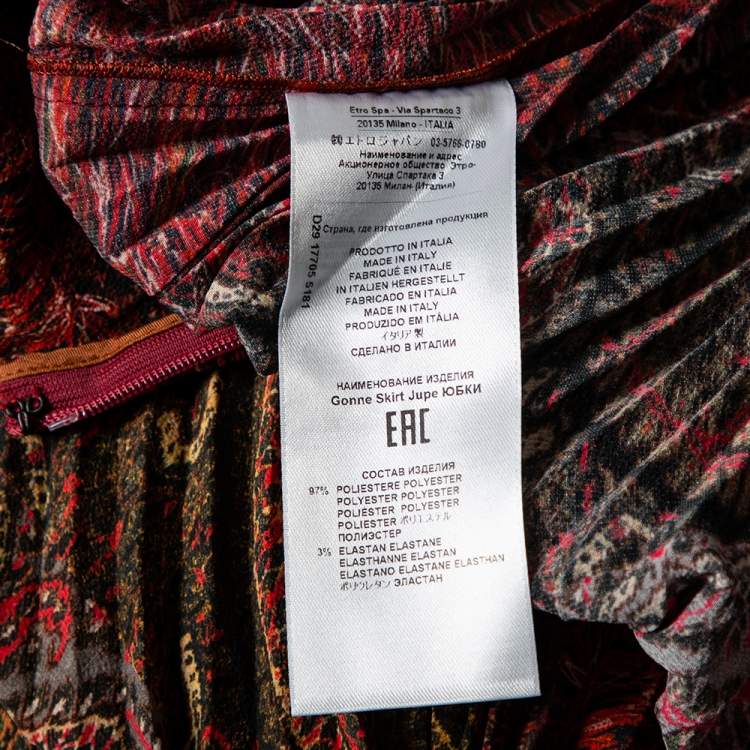 Etro Spa - Via Spartaco 3
20135 Milano - ITALIA
㈱エトロジャパン 03-5766-0780
Наименование и адрес
Акционерное общество Этро-
Улица Спартака 3
20135 Милан (Италия)
Страна, где изготовлена продукция
D29 17705 5181
PRODOTTO IN ITALIA
MADE IN ITALY
FABRIQUÉ EN ITALIE
IN ITALIEN HERGESTELLT
FABRICADO EN ITALIA
MADE IN ITALY
PRODUZIDO EM ITÁLIA
イタリア 製
СДЕЛАНО В ИТАЛИИ
НАИМЕНОВАНИЕ ИЗДЕЛИЯ
Gonne Skirt Jupe ЮБКИ
EAC
СОСТАВ ИЗДЕЛИЯ
97% POLIESTERE POLYESTER
POLYESTER POLYESTER
POLIÉSTER POLYESTER
POLIESTER ポリエステル
ПОЛИЭСТЕР
3% ELASTAN ELASTANE
ELASTHANNE ELASTAN
ELASTANO ELASTANE ELASTHAN
ポリウレタン ЭЛАСТАН